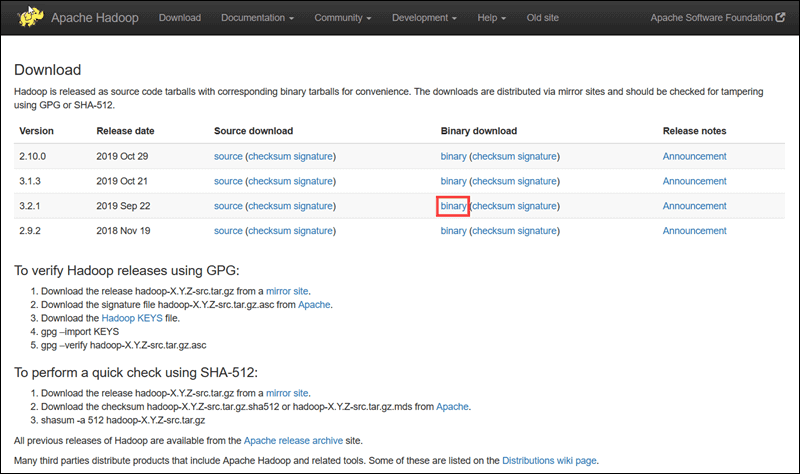 Apache Hadoop Download Documentation Community Development Help Old site Apache Software Foundation
Download
Hadoop is released as source code tarballs with corresponding binary tarballs for convenience. The downloads are distributed via mirror sites and should be checked for tampering
using GPG or SHA-512.
Version Release date Source download Binary download Release notes
2.10.0 2019 Oct 29 source (checksum signature) binary (checksum signature) Announcement
3.1.3 2019 Oct 21 source (checksum signature) binary (checksum signature) Announcement
3.2.1 2019 Sep 22 source (checksum signature) binary (checksum signature) Announcement
2.9.2 2018 Nov 19 source (checksum signature) binary (checksum signature) Announcement
To verify Hadoop releases using GPG:
1. Download the release hadoop-X.Y.Z-src.tar.gz from a mirror site.
2. Download the signature file hadoop-X.Y.Z-src.tar.gz.asc from Apache.
3. Download the Hadoop KEYS file.
4. gpg –import KEYS
5. gpg –verify hadoop-X.Y.Z-src.tar.gz.asc
To perform a quick check using SHA-512:
1. Download the release hadoop-X.Y.Z-src.tar.gz from a mirror site.
2. Download the checksum hadoop-X.Y.Z-src.tar.gz.sha512 or hadoop-X.Y.Z-src.tar.gz.mds from Apache.
3. shasum -a 512 hadoop-X.Y.Z-src.tar.gz
All previous releases of Hadoop are available from the Apache release archive site.
Many third parties distribute products that include Apache Hadoop and related tools. Some of these are listed on the Distributions wiki page.